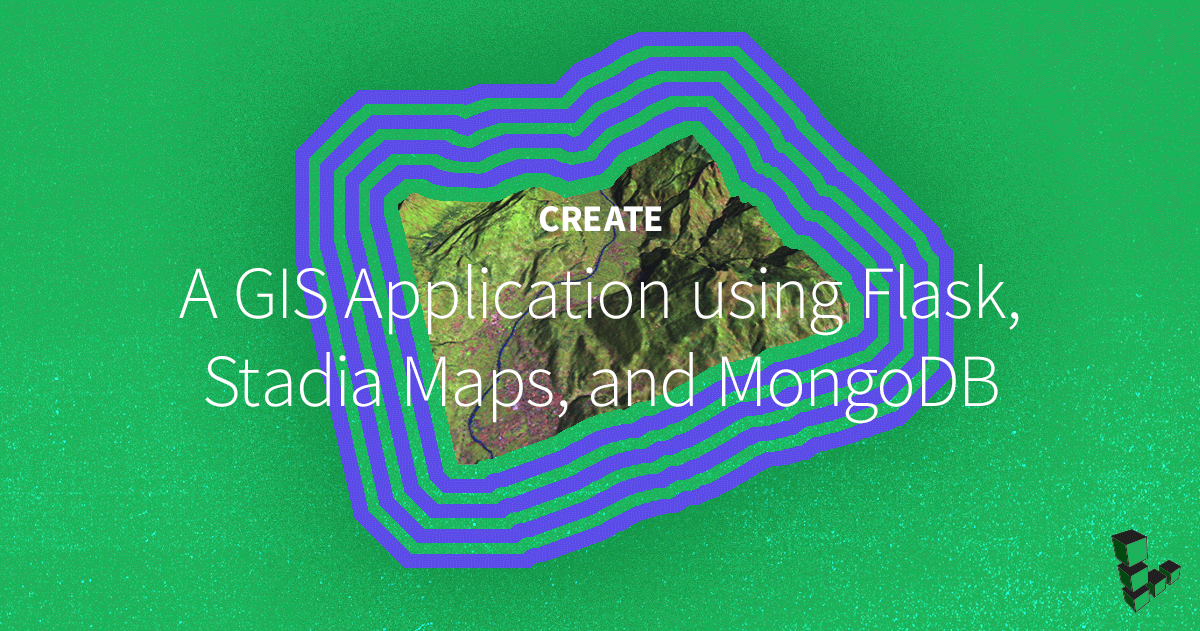 CREATE
A GIS Application using Flask,
Stadia Maps, and MongoDB